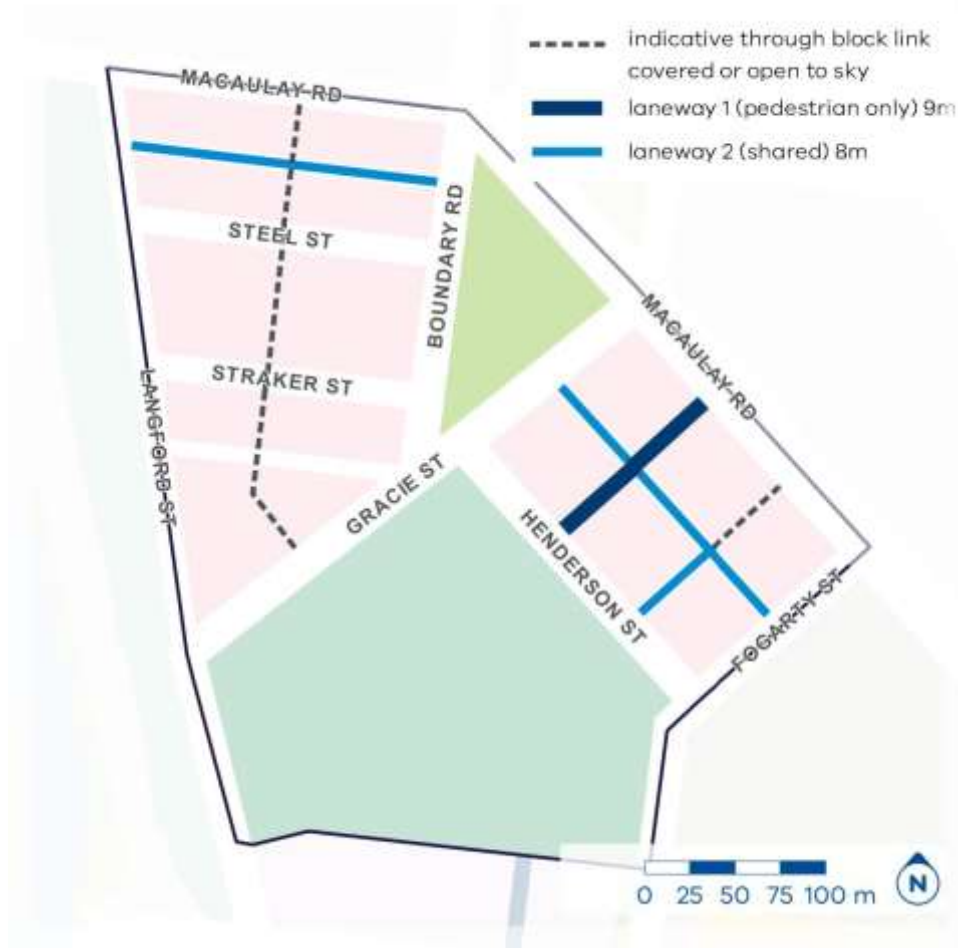 indicative through block link
covered or open to sky
laneway 1 (pedestrian only) 9m
laneway 2 (shared) 8m
MACAULAY RD
STEEL ST
BOUNDARY RD
MACAULAY RD
STRAKER ST
LANGFORD ST
GRACIE ST
HENDERSON ST
FOGARTY ST
0 25 50 75 100 m
N